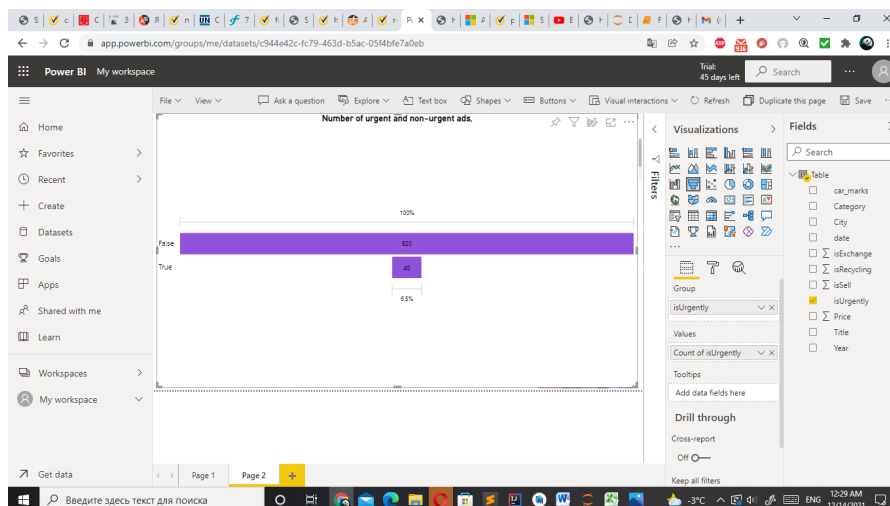 app.powerbi.com/groups/me/datasets/c944e42c-fc79-463d-b5ac-05f4bfe7a0eb
Power BI My workspace
Trial:
45 days left
Search
File View Ask a question Explore Text box Shapes Buttons Visual interactions Refresh Duplicate this page Save
Home
Favorites
Recent
Create
Datasets
Goals
Apps
Shared with me
Learn
Workspaces
My workspace
Get data
Number of urgent and non-urgent ads,
100%
False 620
True 40
6.5%
Page 1 Page 2
Filters
Visualizations
Group
isUrgently
Values
Count of isUrgently
Tooltips
Add data fields here
Drill through
Cross-report
Off
Keep all filters
Fields
Search
Table
car_marks
Category
City
date
isExchange
isRecycling
isSell
isUrgently
Price
Title
Year
Введите здесь текст для поиска
-3°C ENG 12:29 AM
12/14/2021